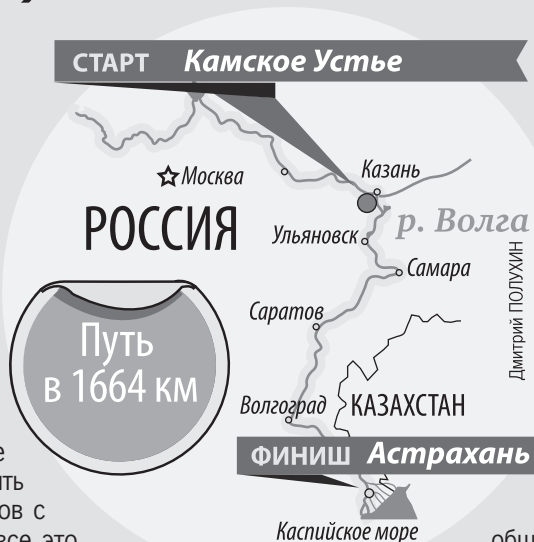 СТАРТ Камское Устье
Казань
Москва
РОССИЯ
р. Волга
Ульяновск
Самара
Дмитрий ПОЛУХИН
Саратов
Путь
в 1664 км
Волгоград
КАЗАХСТАН
ФИНИШ Астрахань
Каспийское море